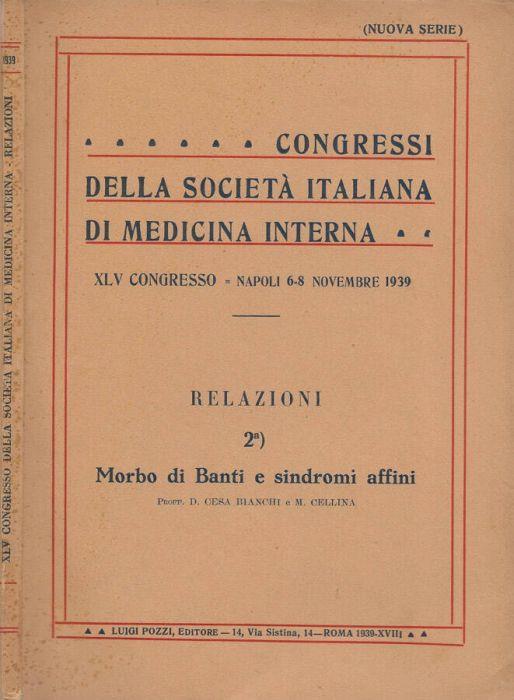 (NUOVA SERIE)
CONGRESSI
DELLA SOCIETÀ ITALIANA
DI MEDICINA INTERNA
XLV CONGRESSO = NAPOLI 6-8 NOVEMBRE 1939
RELAZIONI
2ª)
Morbo di Banti e sindromi affini
Proff. D. CESA BIANCHI e M. CELLINA
LUIGI POZZI, EDITORE — 14, Via Sistina, 14 — ROMA 1939-XVIII
XLV CONGRESSO DELLA SOCIETÀ ITALIANA DI MEDICINA INTERNA - RELAZIONI
1939